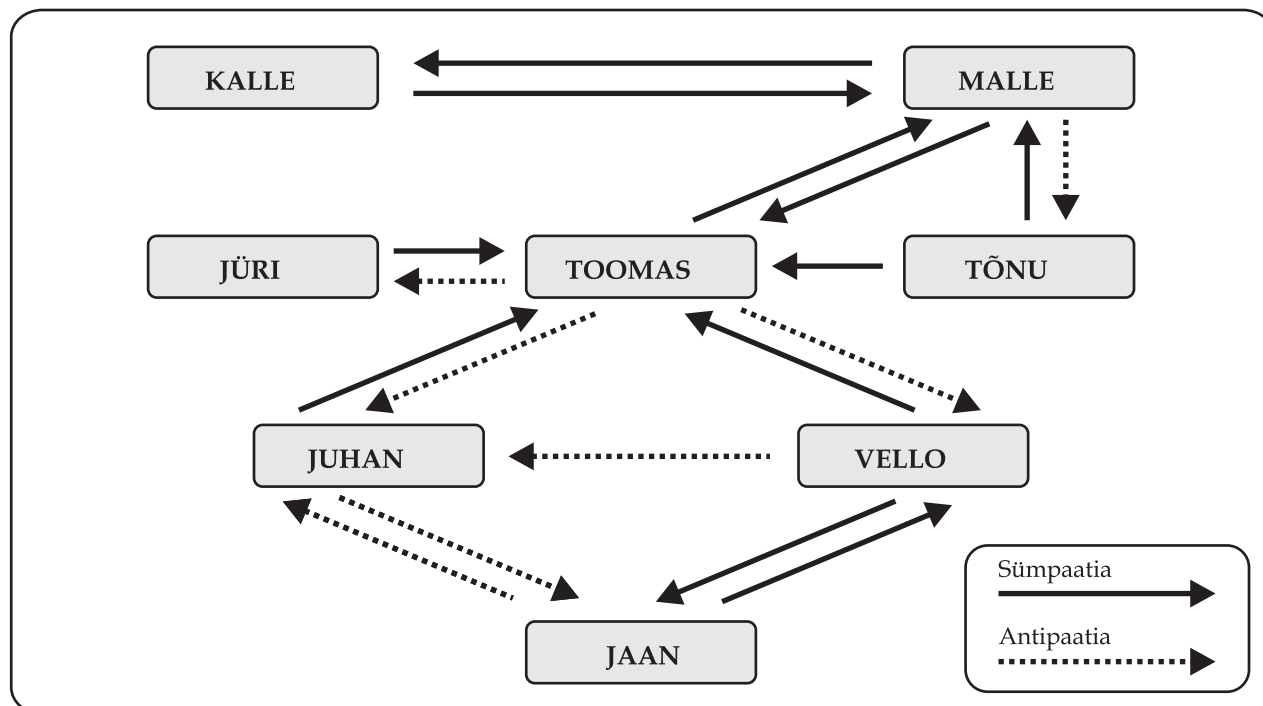 KALLE
MALLE
JÜRI
TOOMAS
TÕNU
JUHAN
VELLO
JAAN
Sümpaatia
Antipaatia